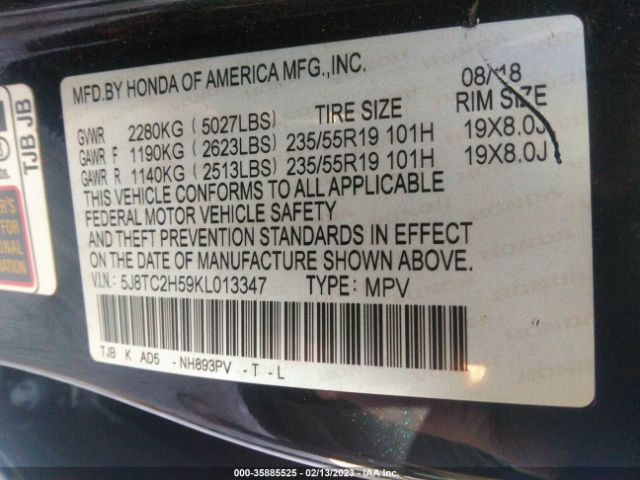 MFD.BY HONDA OF AMERICA MFG.,INC. 08/18
TIRE SIZE RIM SIZE
GVWR 2280KG ( 5027LBS)
GAWR F 1190KG ( 2623LBS) 235/55R19 101H 19X8.0J
GAWR R 1140KG ( 2513LBS) 235/55R19 101H 19X8.0J
THIS VEHICLE CONFORMS TO ALL APPLICABLE
FEDERAL MOTOR VEHICLE SAFETY
AND THEFT PREVENTION STANDARDS IN EFFECT
ON THE DATE OF MANUFACTURE SHOWN ABOVE.
V.I.N.: 5J8TC2H59KL013347 TYPE: MPV
TJB K AD5 -NH893PV -T -L
TJB JB
000-35885525 - 02/13/2023 - IAA Inc.